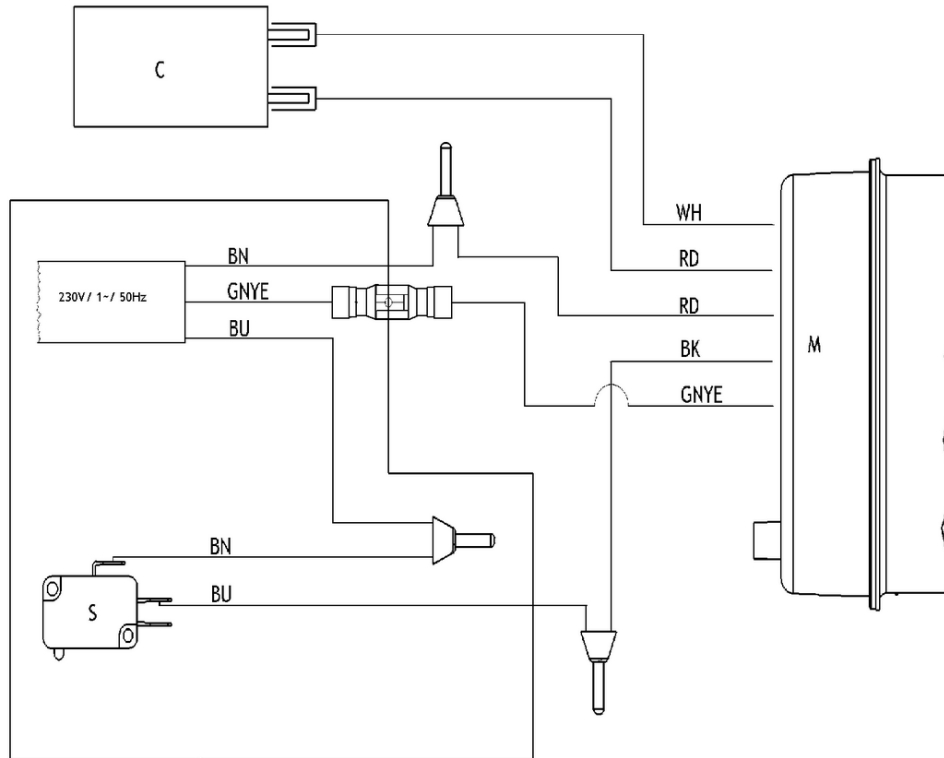 C
WH
RD
BN
230V / 1~/ 50Hz
GNYE
RD
BU
BK
M
GNYE
BN
BU
S